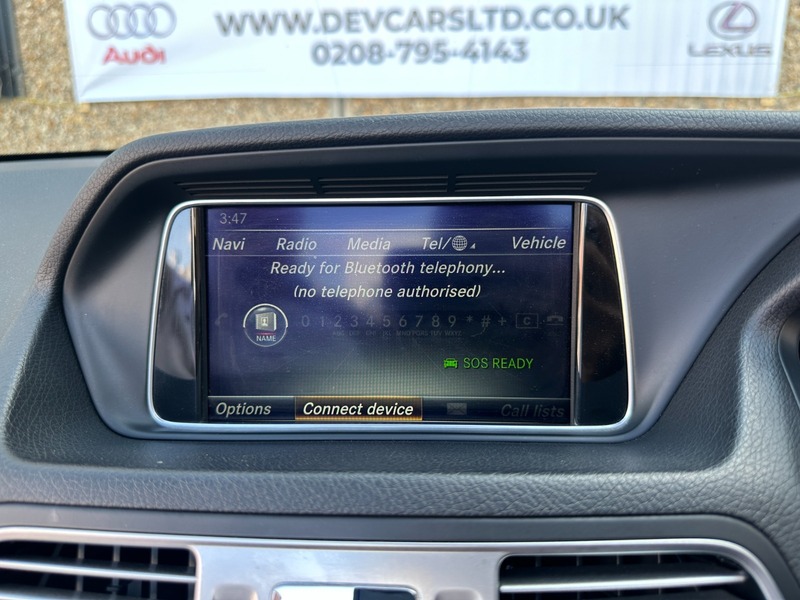 WWW.DEVCARSLTD.CO.UK
0208-795-4143
Audi
LEXUS
3:47
Navi Radio Media Tel/ Vehicle
Ready for Bluetooth telephony...
(no telephone authorised)
NAME
0 1 2 3 4 5 6 7 8 9 * # + C
SOS READY
Options Connect device Call lists